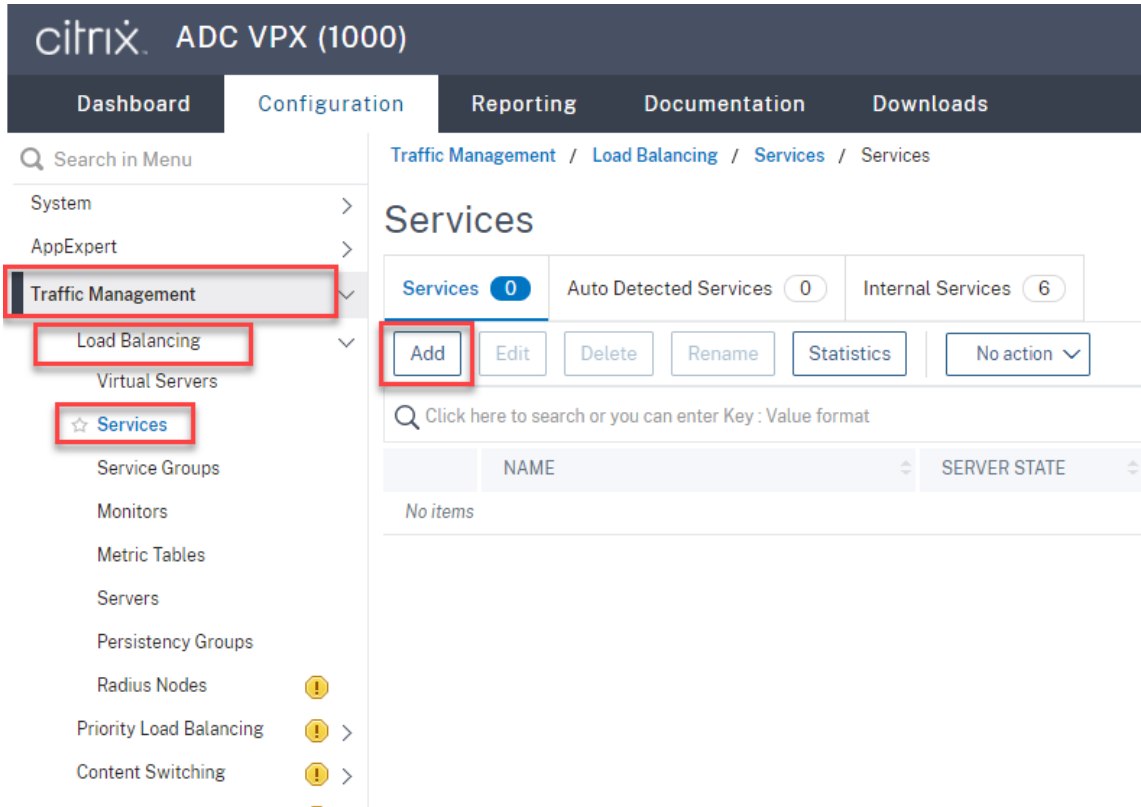 citrix. ADC VPX (1000)
Dashboard Configuration Reporting Documentation Downloads
Search in Menu
System
AppExpert
Traffic Management
Load Balancing
Virtual Servers
Services
Service Groups
Monitors
Metric Tables
Servers
Persistency Groups
Radius Nodes
Priority Load Balancing
Content Switching
Traffic Management / Load Balancing / Services / Services
Services
Services 0 Auto Detected Services 0 Internal Services 6
Add Edit Delete Rename Statistics No action
Click here to search or you can enter Key : Value format
NAME SERVER STATE
No items